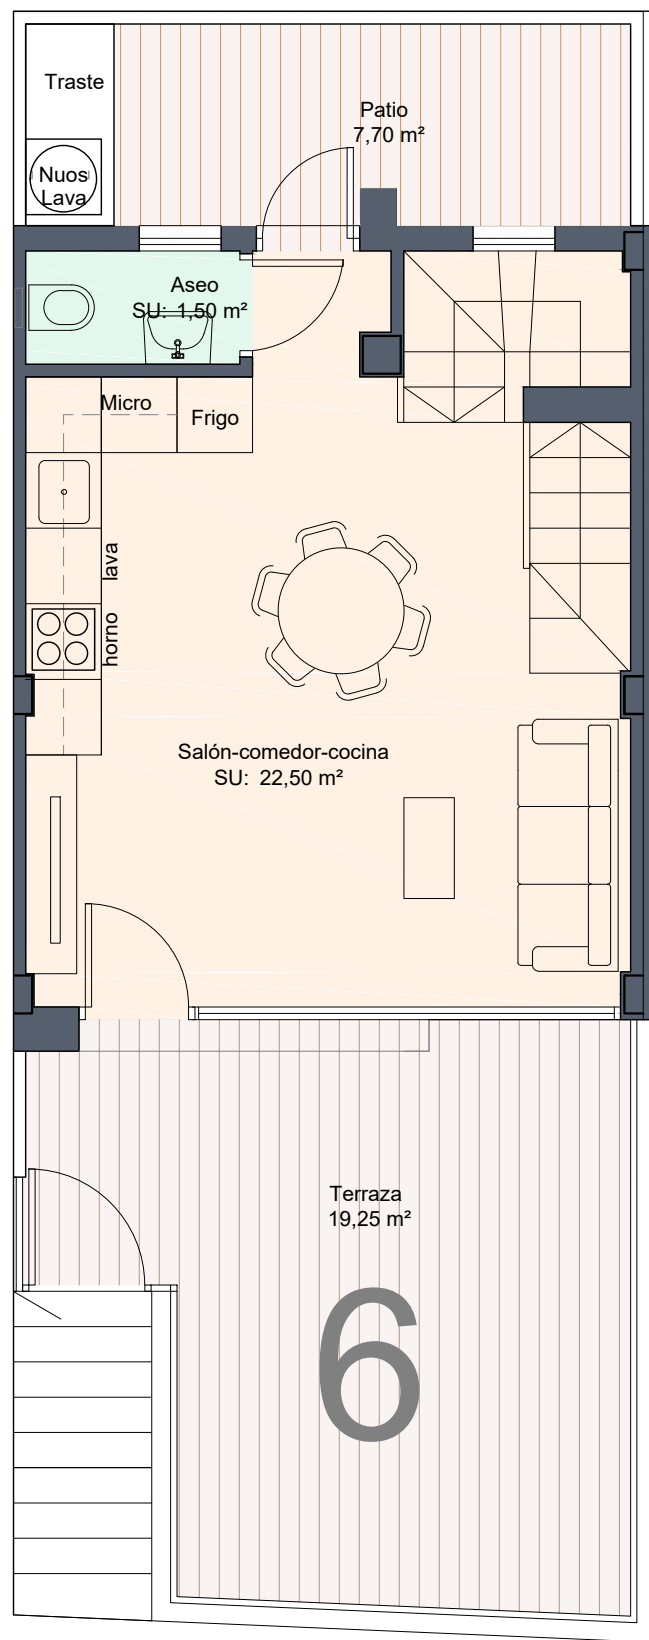 Traste
Patio
7,70 m²
Nuos
Lava
Aseo
SU: 1,50 m²
Micro
Frigo
lava
horno
Salón-comedor-cocina
SU: 22,50 m²
Terraza
19,25 m²
6